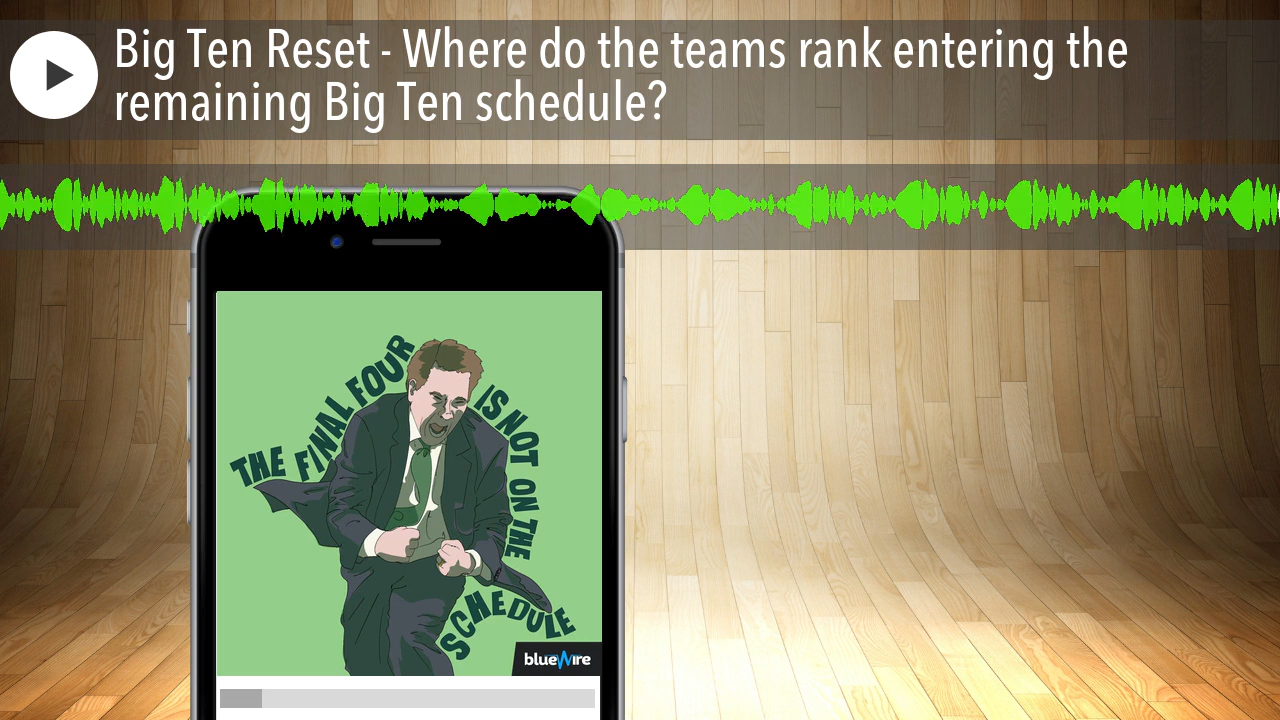 Big Ten Reset - Where do the teams rank entering the
remaining Big Ten schedule?
THE FINAL FOUR
IS NOT ON THE
SCHEDULE
blueWire